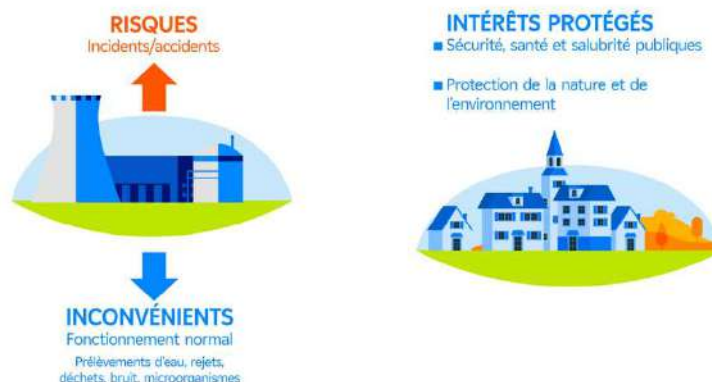 RISQUES
Incidents/accidents
INCONVÉNIENTS
Fonctionnement normal
Prélèvements d'eau, rejets,
déchets, bruit, microorganismes
INTÉRÊTS PROTÉGÉS
■ Sécurité, santé et salubrité publiques
■ Protection de la nature et de
l'environnement